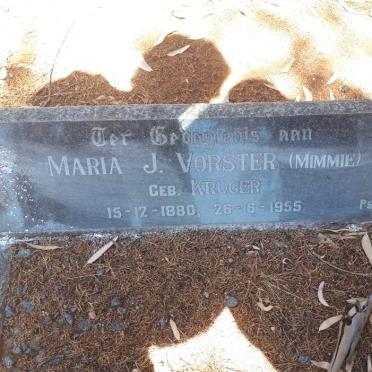 Ter Gedagtenis aan
MARIA J. VORSTER (MIMMIE)
GEB. KRUGER
15-12-1880, 26-6-1955